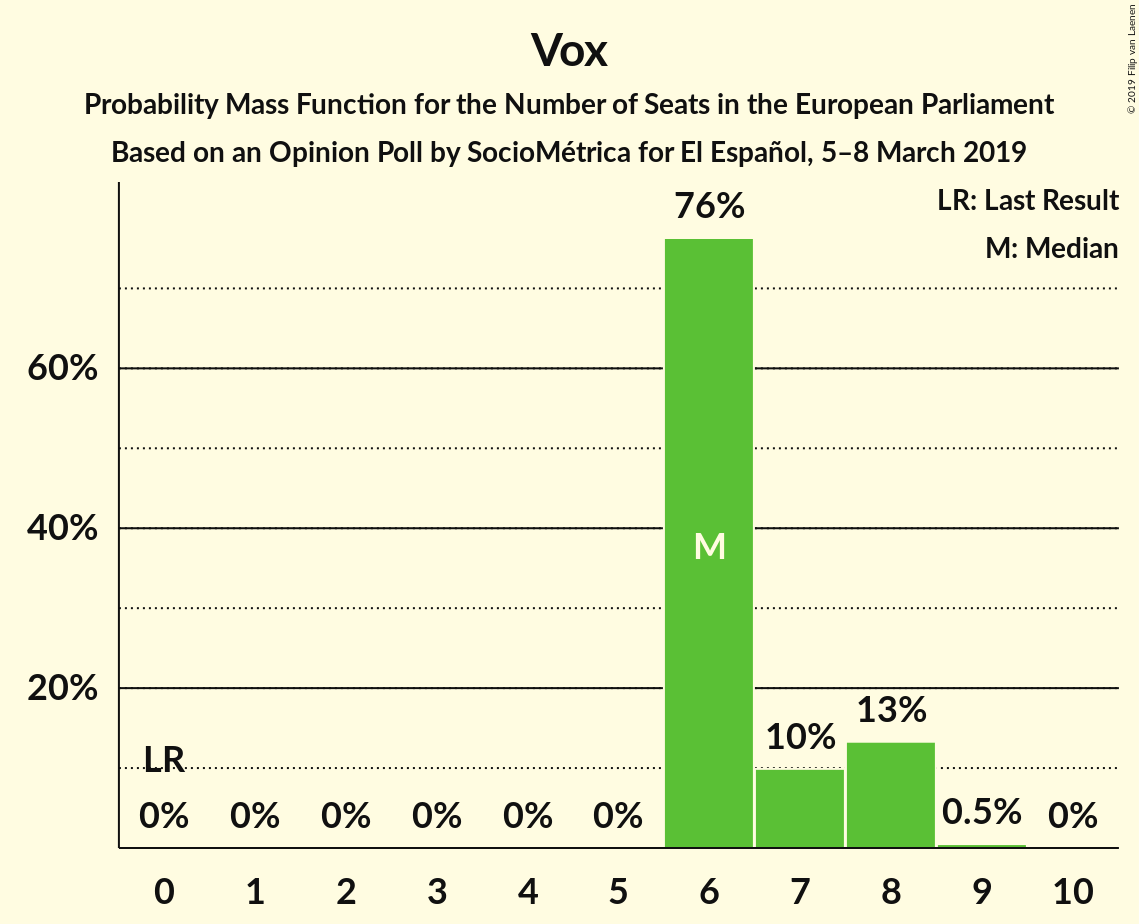 Vox
Probability Mass Function for the Number of Seats in the European Parliament
Based on an Opinion Poll by SocioMétrica for El Español, 5–8 March 2019
© 2019 Filip van Laenen
LR: Last Result
M: Median
76%
60%
40%
M
20%
13%
10%
LR
0% 0% 0% 0% 0% 0% 0.5% 0%
0 1 2 3 4 5 6 7 8 9 10